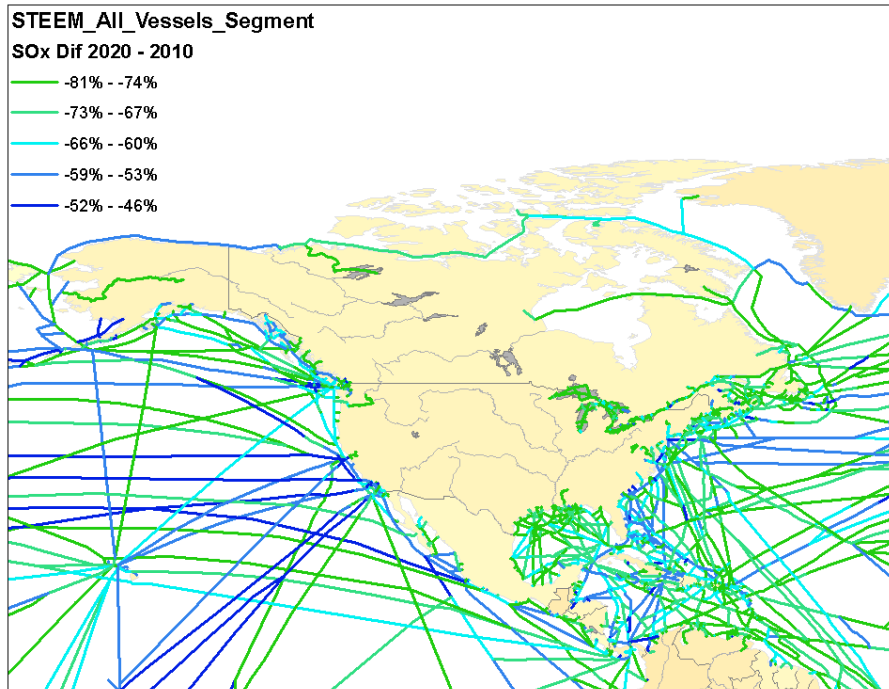 STEEM_All_Vessels_Segment
SOx Dif 2020 - 2010
-81% - -74%
-73% - -67%
-66% - -60%
-59% - -53%
-52% - -46%